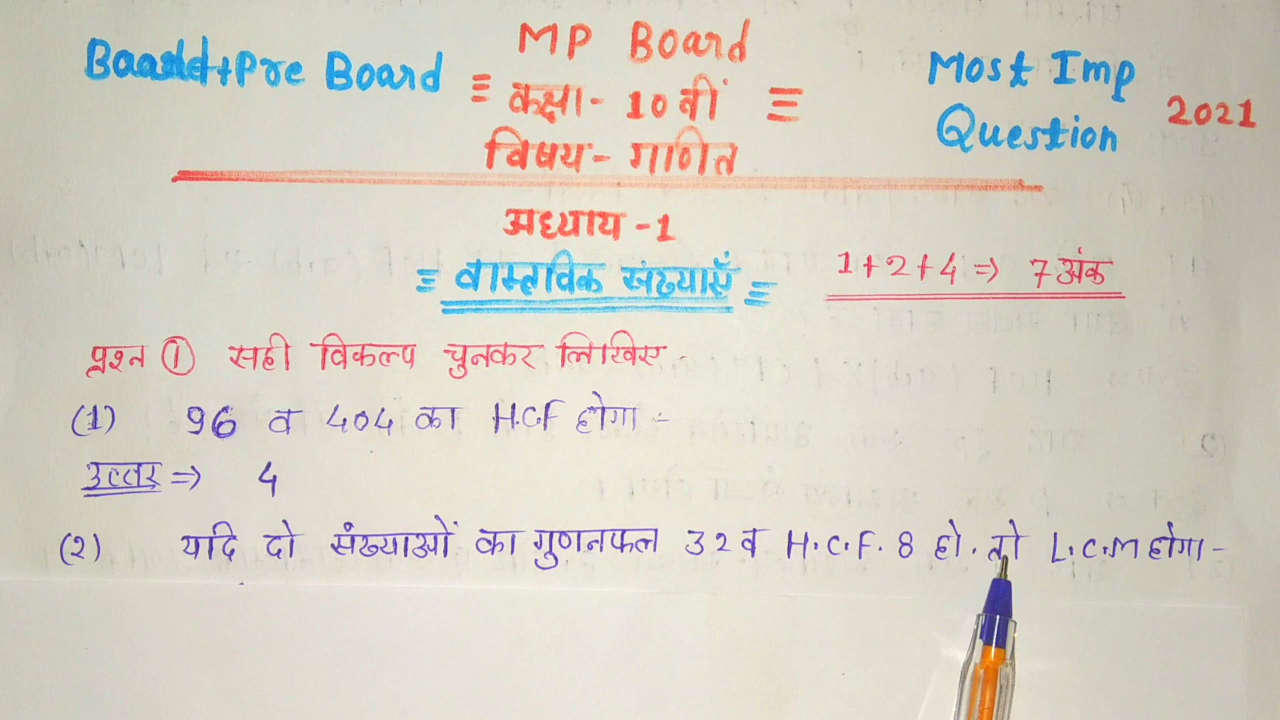 MP Board
Board+Pre Board ≡ कक्षा- 10वीं ≡ Most Imp Question 2021
विषय- गणित
अध्याय -1
= वास्तविक संख्याएँ = 1+2+4 => 7 अंक
प्रश्न ① सही विकल्प चुनकर लिखिए -
(1) 96 व 404 का H.C.F होगा :-
उत्तर => 4
(2) यदि दो संख्याओं का गुणनफल 32 व H.C.F. 8 हो. तो L.C.M होगा -